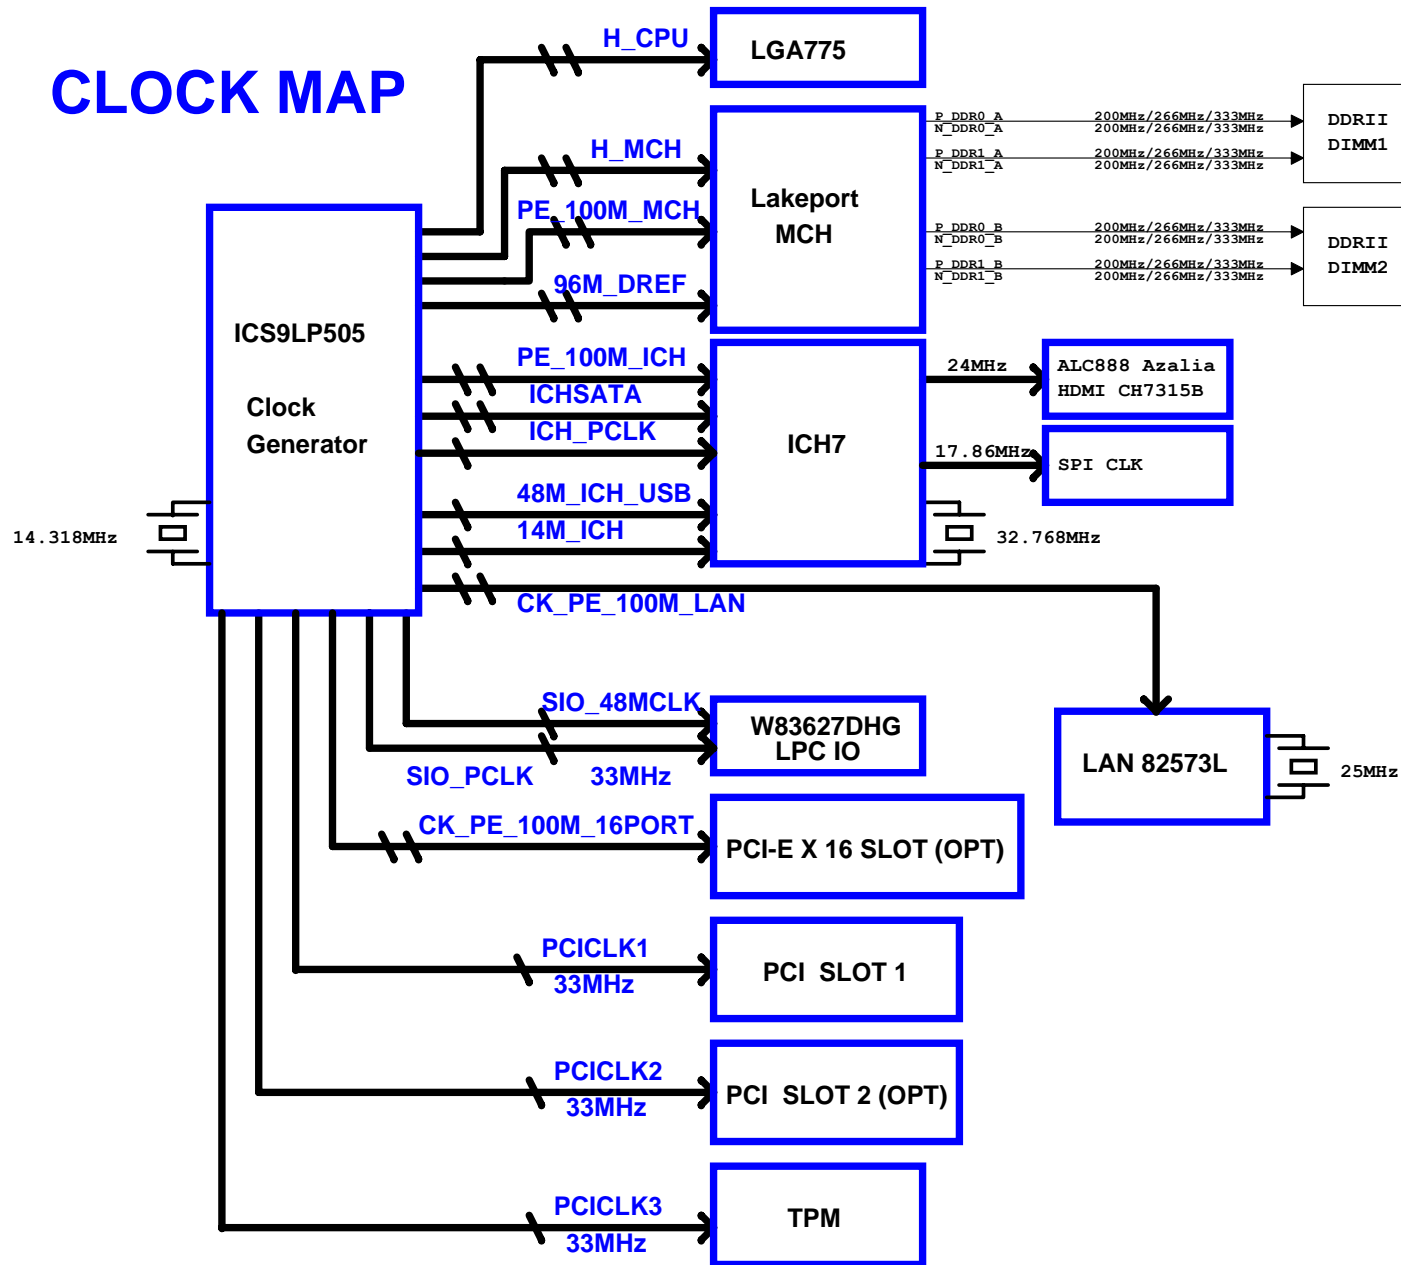 CLOCK MAP
H_CPU
LGA775
H_MCH
PE_100M_MCH
96M_DREF
Lakeport
MCH
P_DDR0_A 200MHz/266MHz/333MHz
N_DDR0_A 200MHz/266MHz/333MHz
P_DDR1_A 200MHz/266MHz/333MHz
N_DDR1_A 200MHz/266MHz/333MHz
DDRII
DIMM1
P_DDR0_B 200MHz/266MHz/333MHz
N_DDR0_B 200MHz/266MHz/333MHz
P_DDR1_B 200MHz/266MHz/333MHz
N_DDR1_B 200MHz/266MHz/333MHz
DDRII
DIMM2
ICS9LP505
Clock
Generator
14.318MHz
PE_100M_ICH
ICHSATA
ICH_PCLK
48M_ICH_USB
14M_ICH
ICH7
24MHz
ALC888 Azalia
HDMI CH7315B
17.86MHz
SPI CLK
32.768MHz
CK_PE_100M_LAN
SIO_48MCLK
SIO_PCLK 33MHz
W83627DHG
LPC IO
LAN 82573L
25MHz
CK_PE_100M_16PORT
PCI-E X 16 SLOT (OPT)
PCICLK1
33MHz
PCI SLOT 1
PCICLK2
33MHz
PCI SLOT 2 (OPT)
PCICLK3
33MHz
TPM